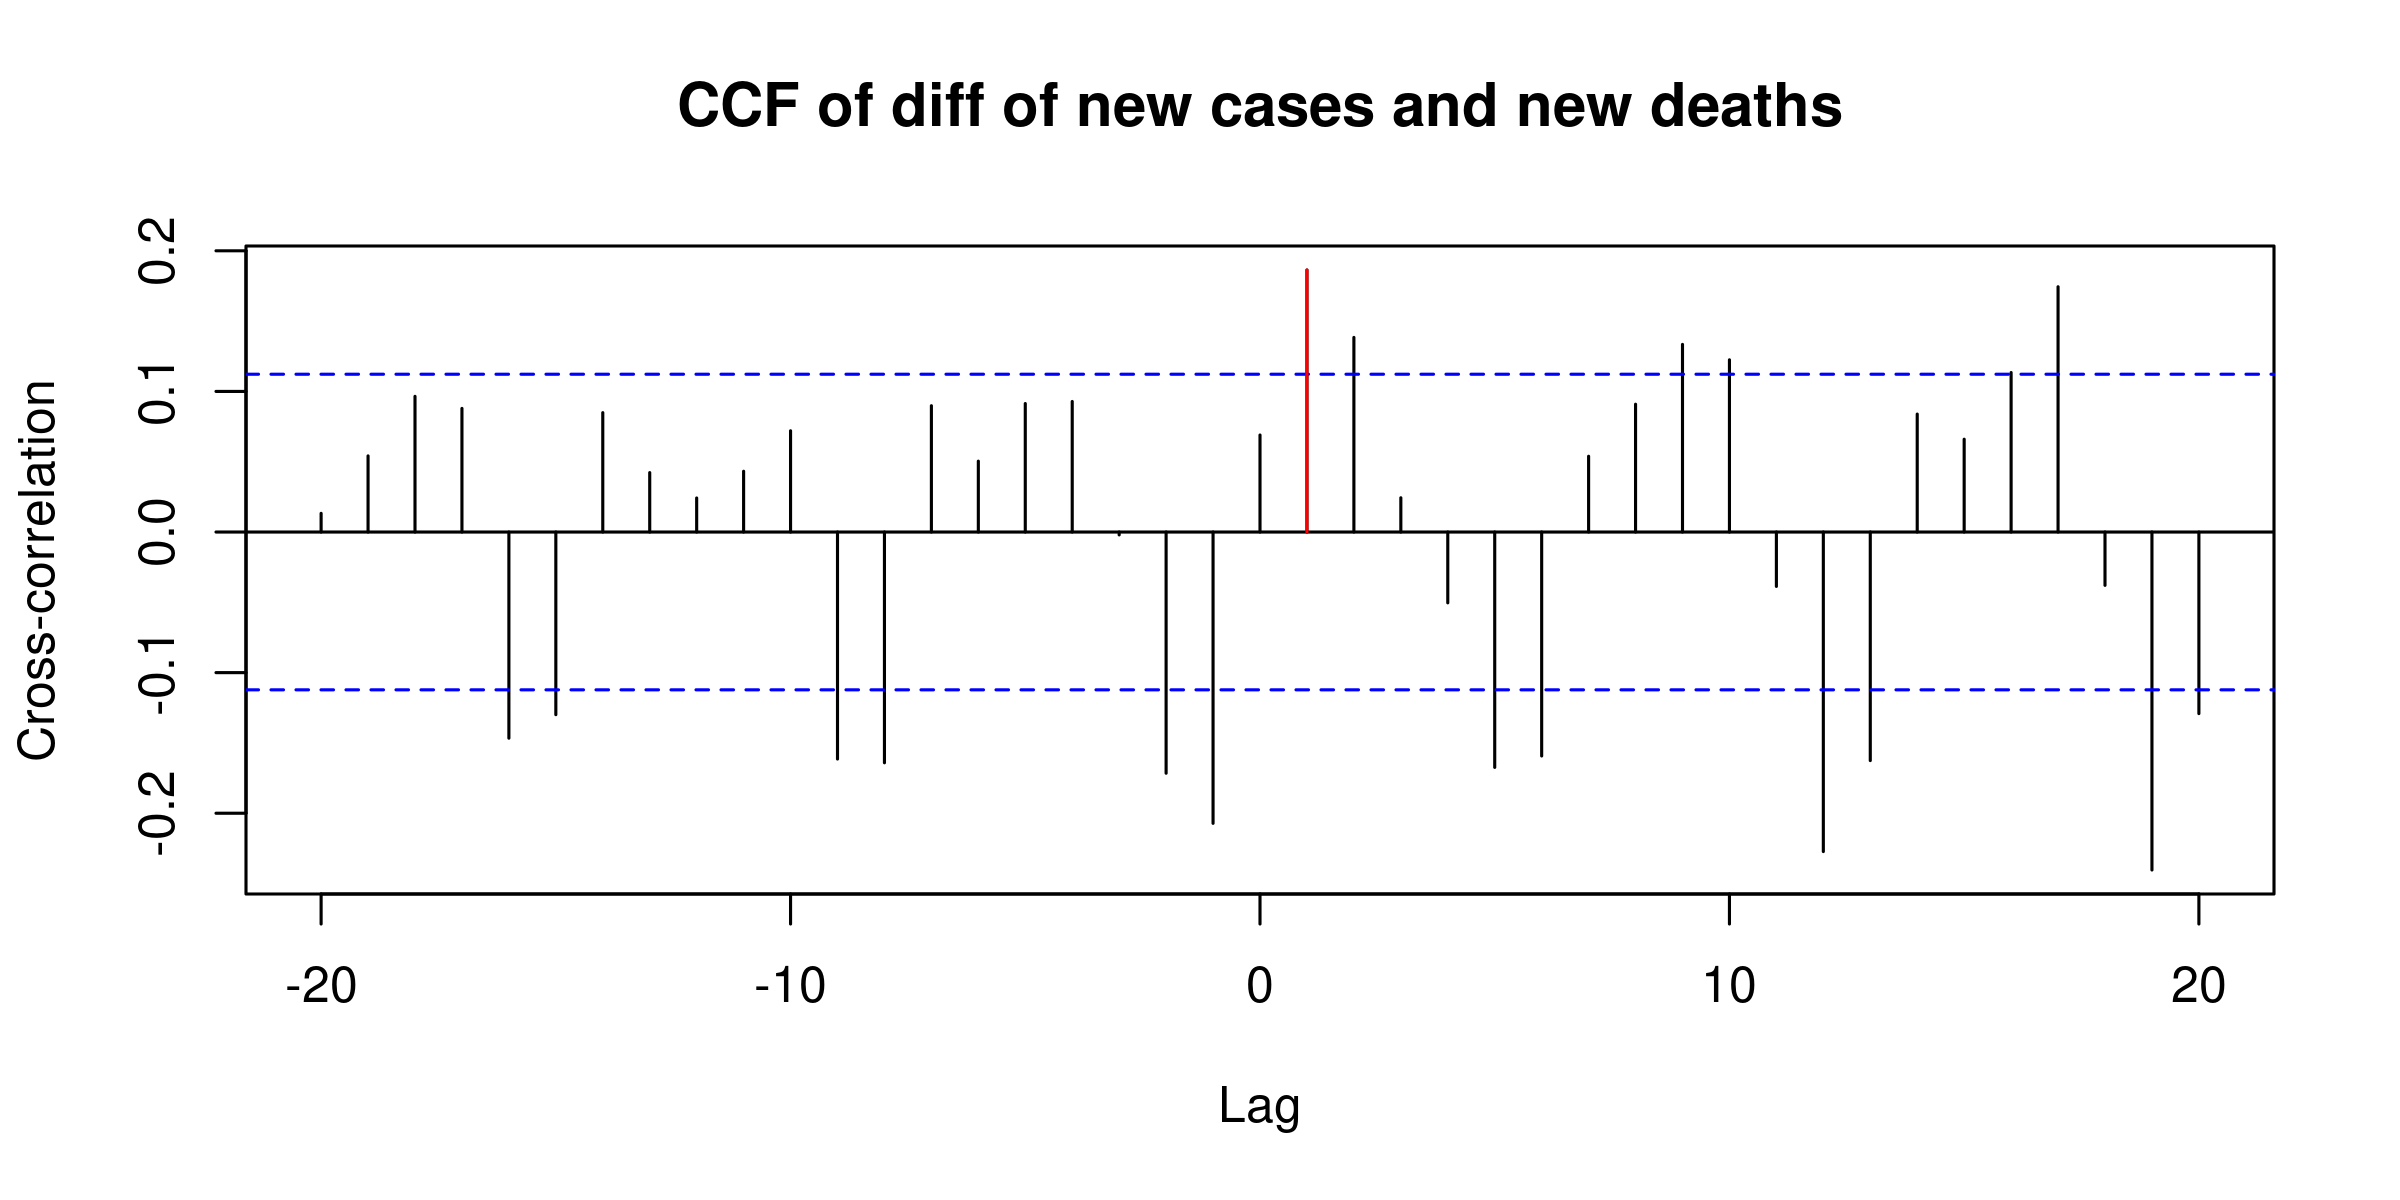 CCF of diff of new cases and new deaths
Cross-correlation
0.2
0.1
0.0
-0.1
-0.2
-20 -10 0 10 20
Lag